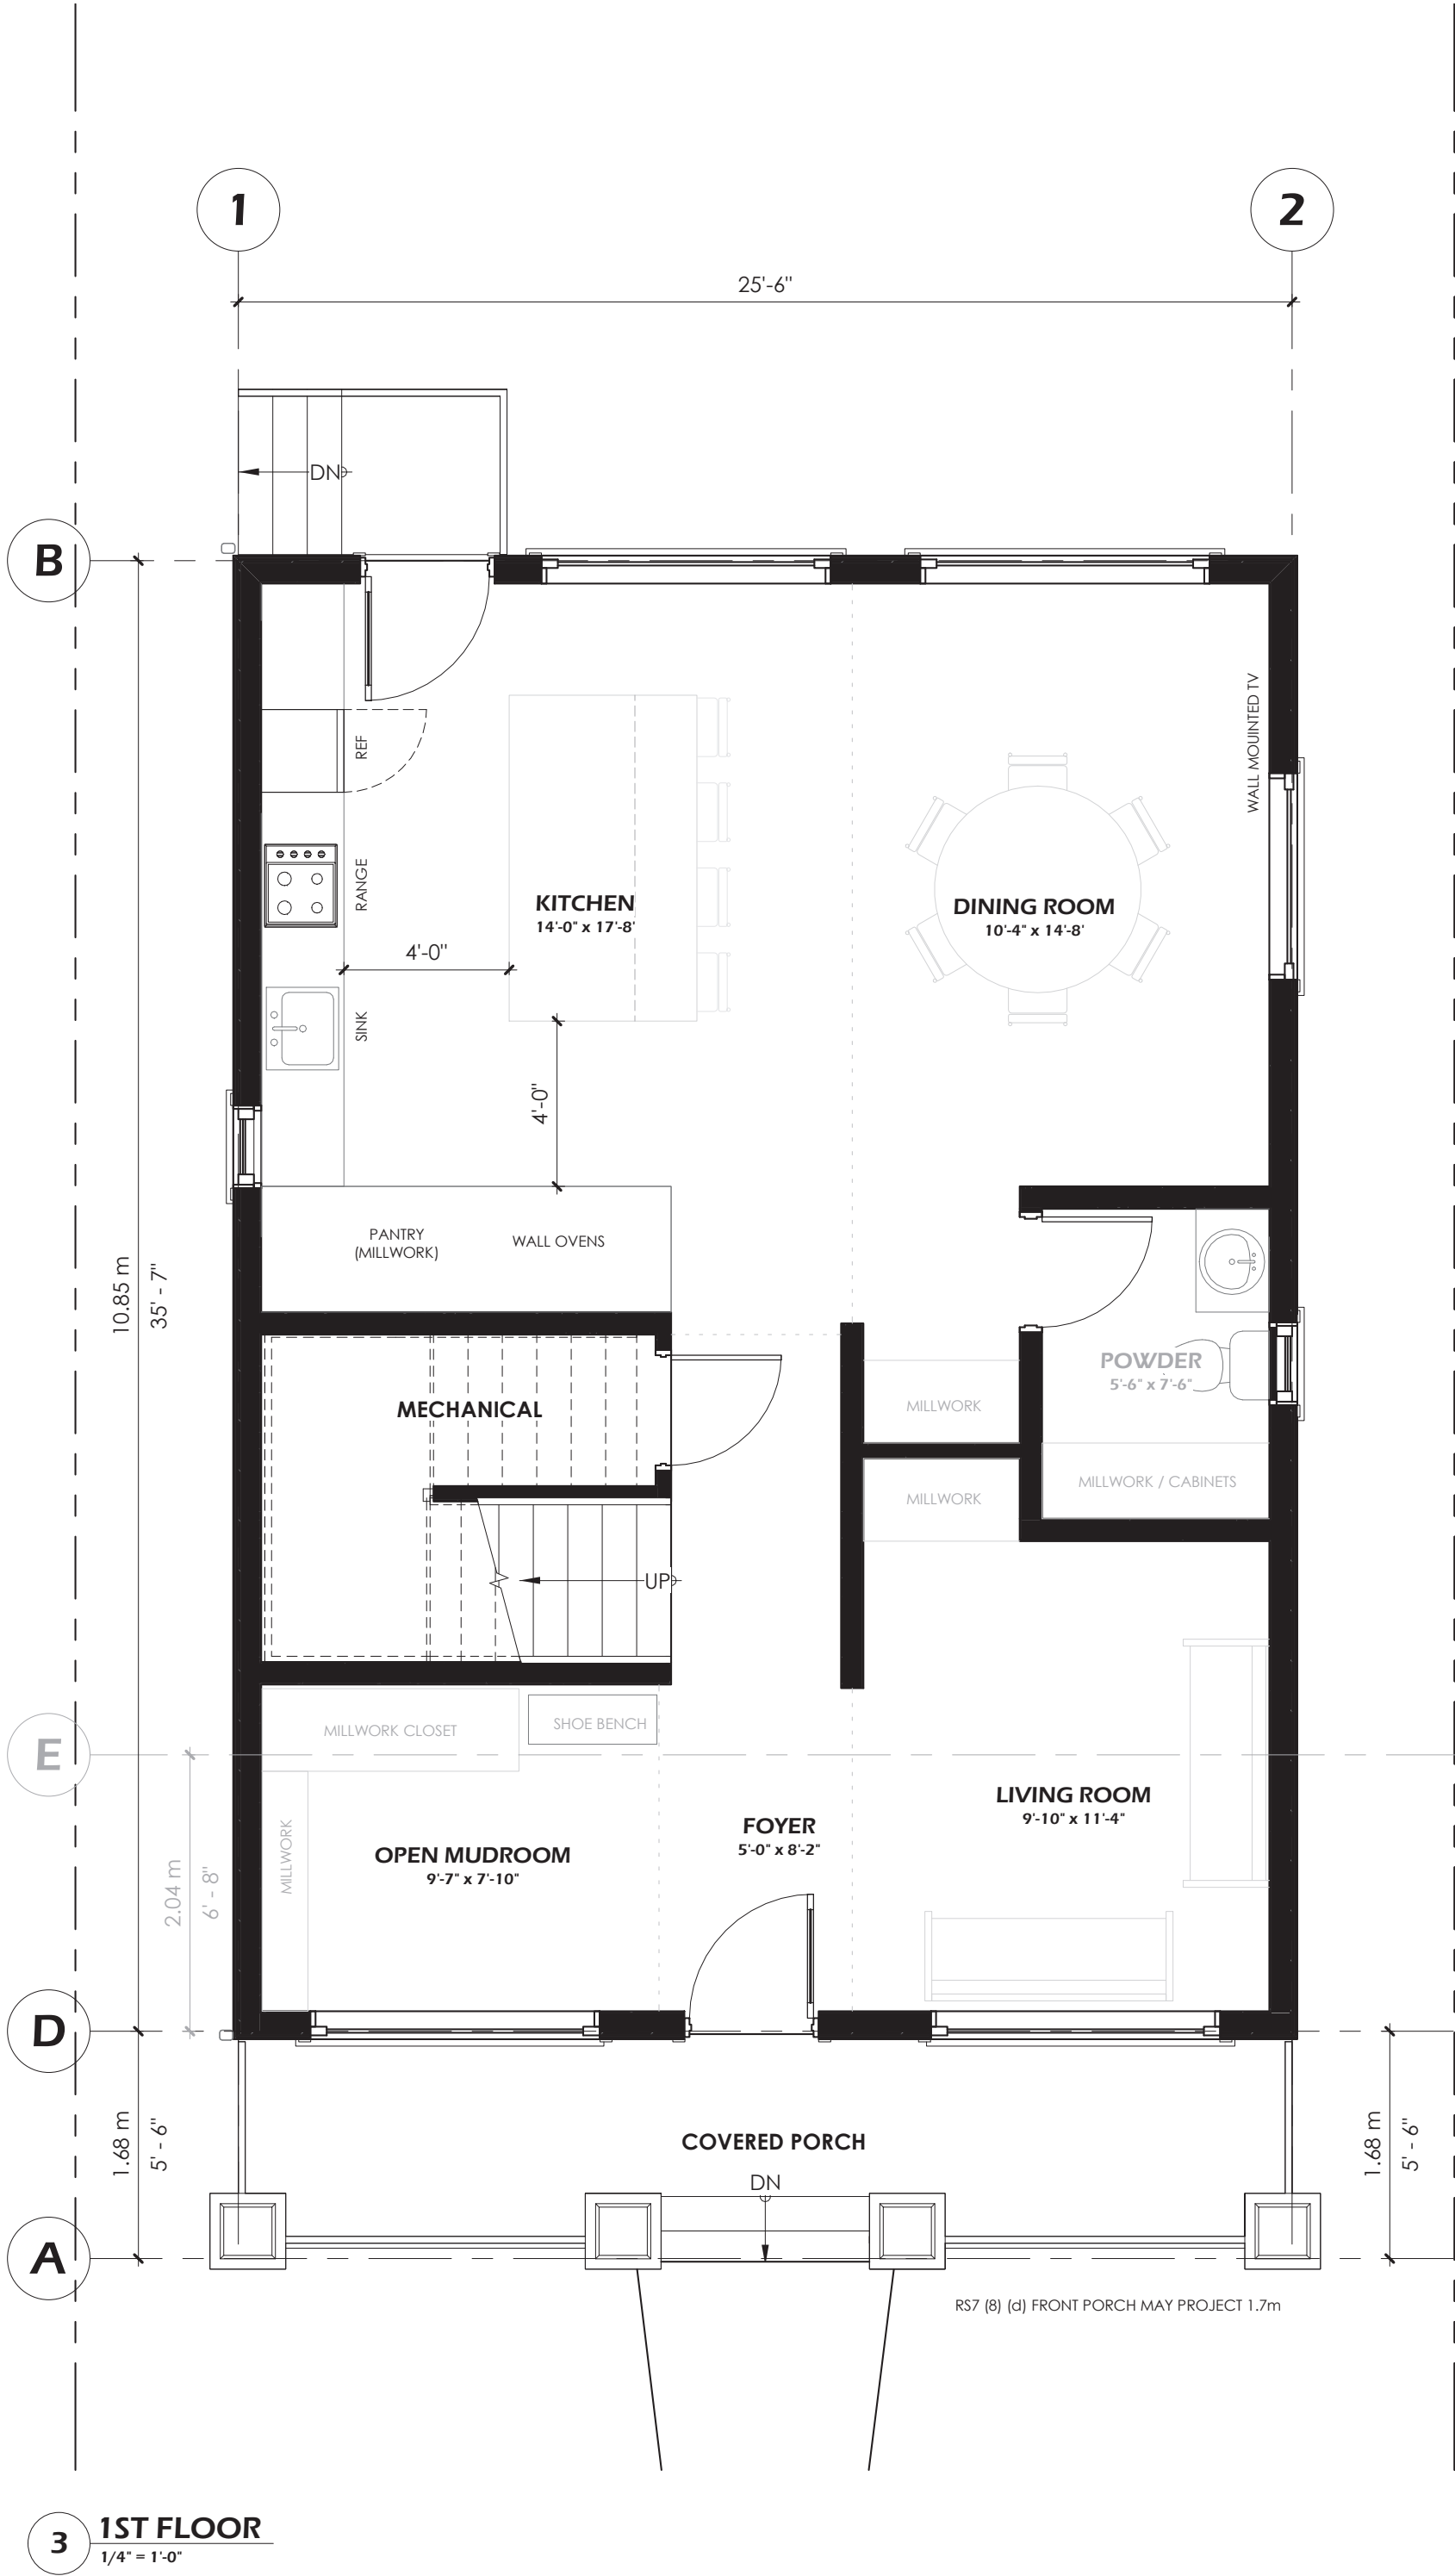 1
2
25'-6"
DN
B
REF
WALL MOUINTED TV
RANGE
KITCHEN
14'-0" x 17'-8'
DINING ROOM
10'-4" x 14'-8'
4'-0"
SINK
4'-0"
PANTRY
(MILLWORK)
WALL OVENS
10.85 m
35' - 7"
POWDER
5'-6" x 7'-6"
MECHANICAL
MILLWORK
MILLWORK / CABINETS
MILLWORK
UP
MILLWORK CLOSET
SHOE BENCH
E
LIVING ROOM
9'-10" x 11'-4"
FOYER
5'-0" x 8'-2"
OPEN MUDROOM
9'-7" x 7'-10"
MILLWORK
2.04 m
6' - 8"
D
COVERED PORCH
1.68 m
5' - 6"
1.68 m
5' - 6"
DN
A
RS7 (8) (d) FRONT PORCH MAY PROJECT 1.7m
3
1ST FLOOR
1/4" = 1'-0"